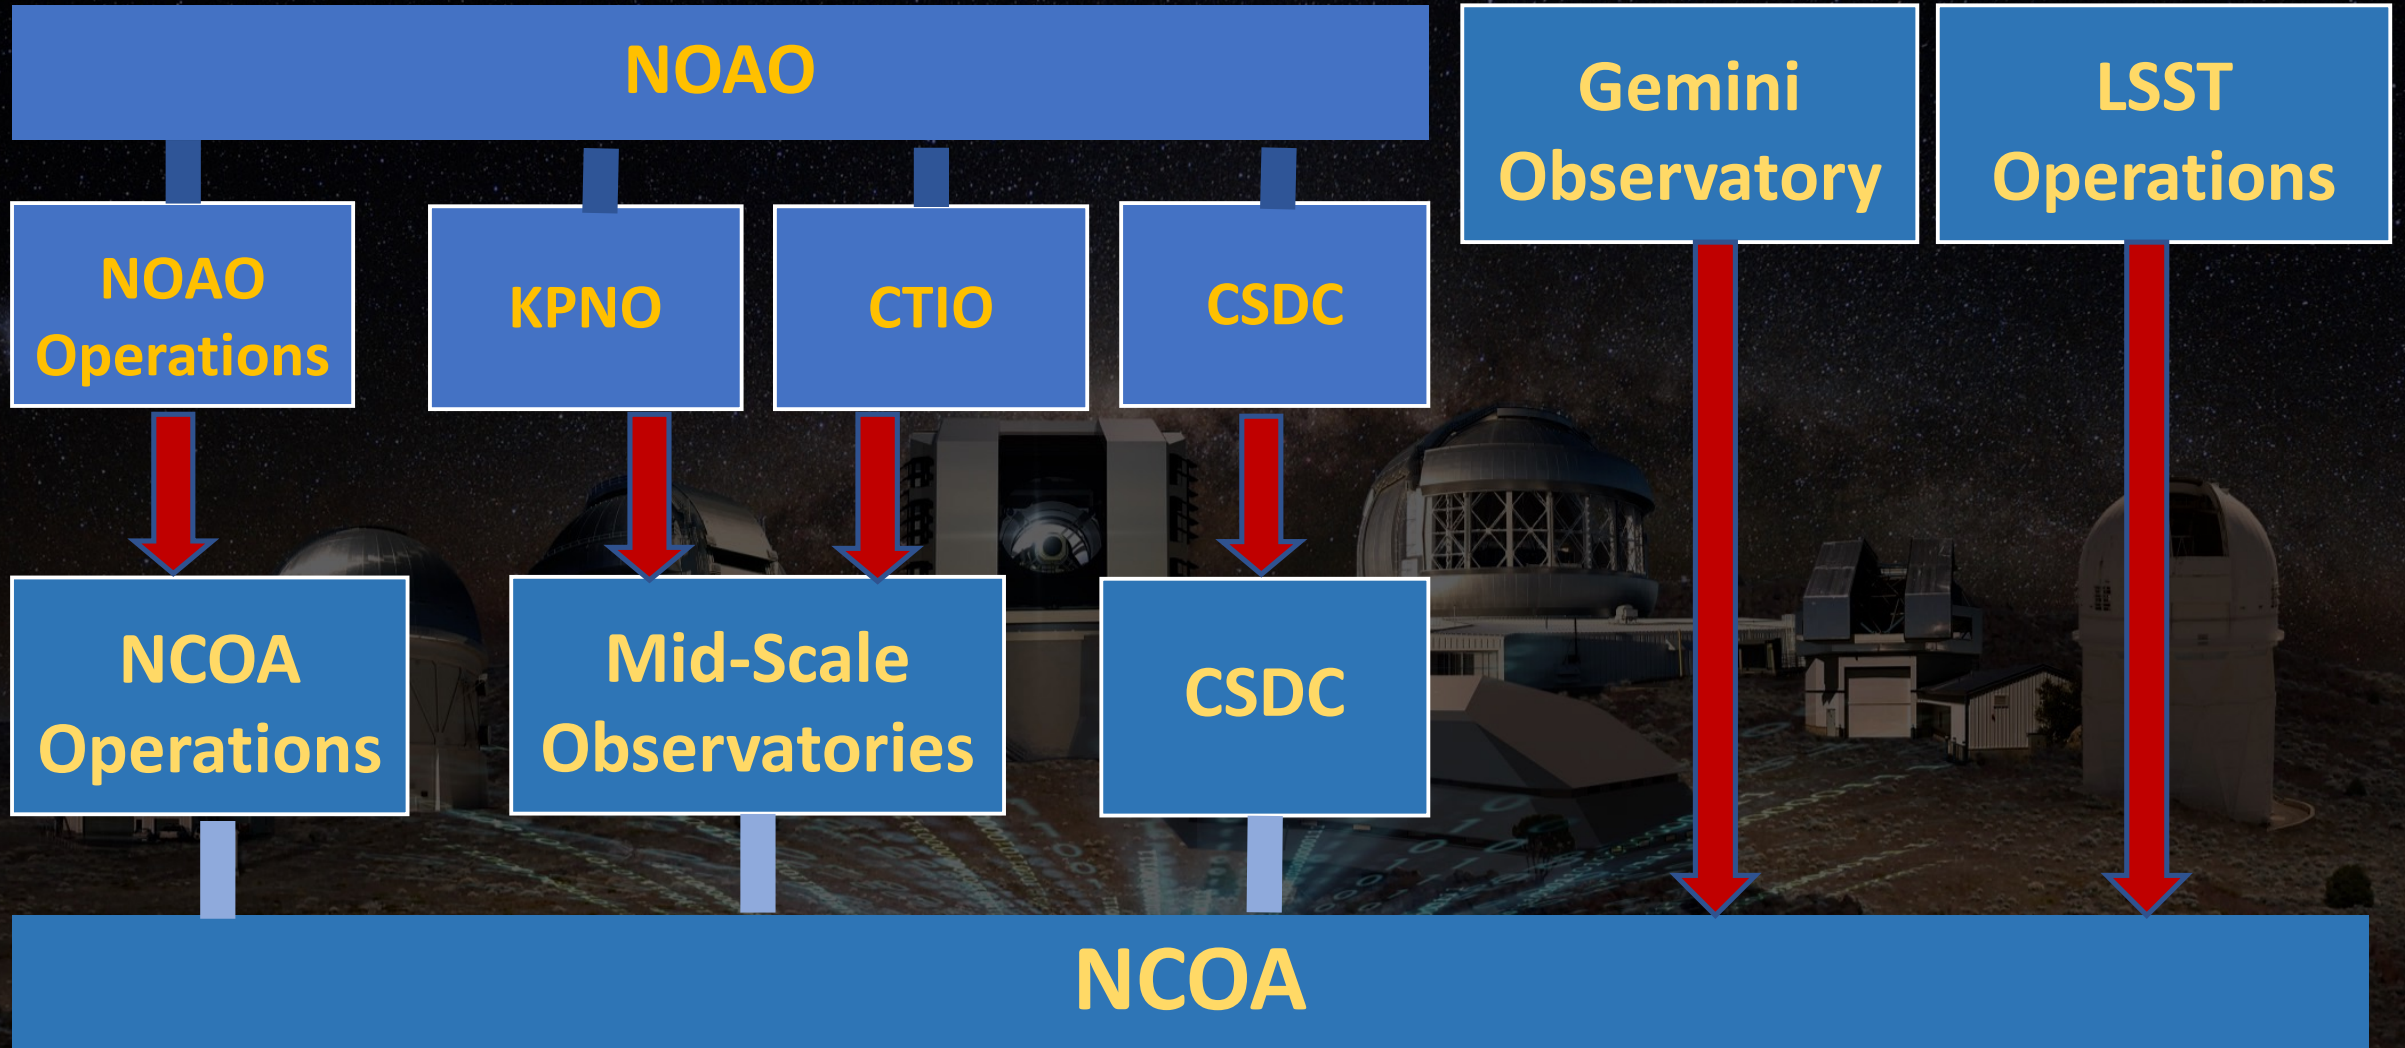 NOAO
Gemini
Observatory
LSST
Operations
NOAO
Operations
KPNO
CTIO
CSDC
NCOA
Operations
Mid-Scale
Observatories
CSDC
NCOA